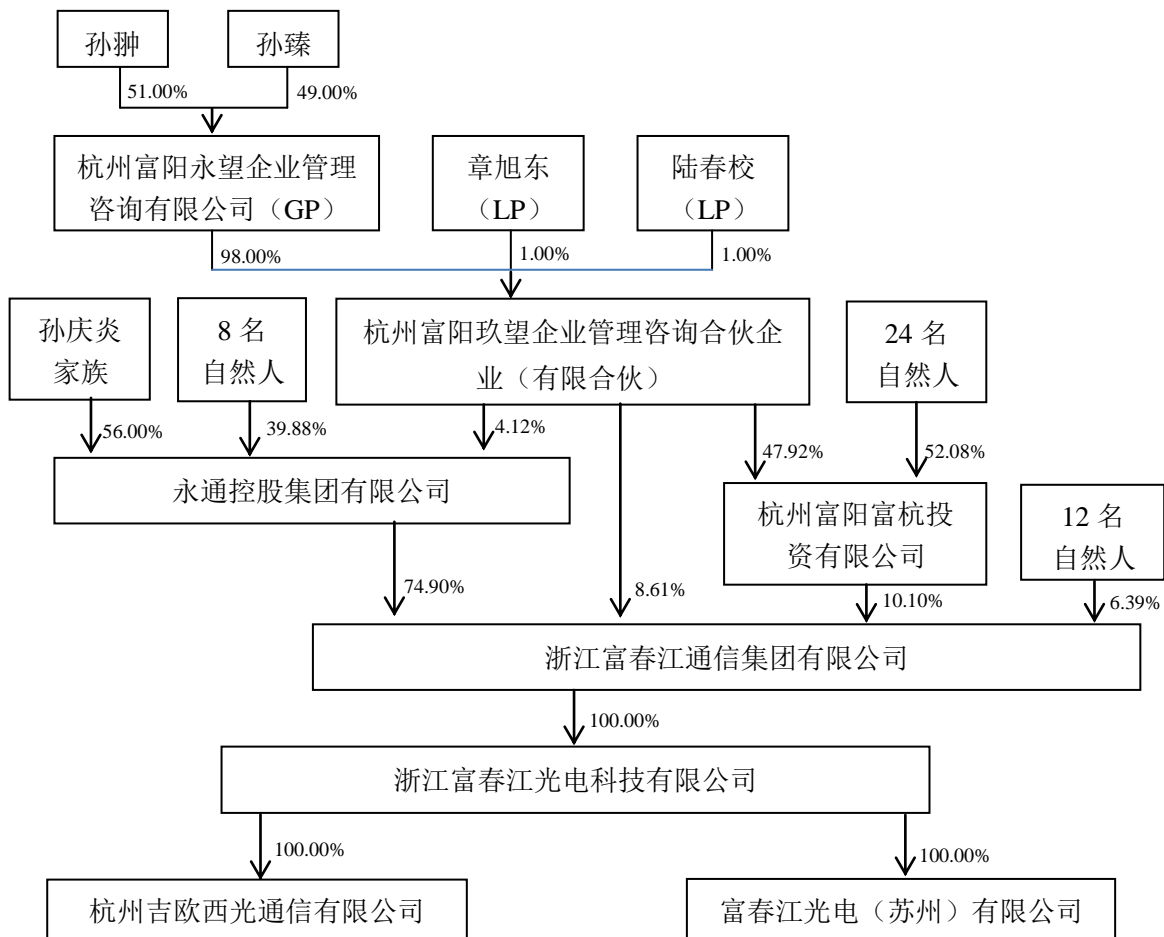 孙翀
孙臻
51.00%
49.00%
杭州富阳永望企业管理
咨询有限公司（GP）
章旭东
（LP）
陆春校
（LP）
98.00%
1.00%
1.00%
孙庆炎
家族
8 名
自然人
杭州富阳玖望企业管理咨询合伙企
业（有限合伙）
24 名
自然人
56.00%
39.88%
4.12%
47.92%
52.08%
永通控股集团有限公司
杭州富阳富杭投
资有限公司
12 名
自然人
74.90%
8.61%
10.10%
6.39%
浙江富春江通信集团有限公司
100.00%
浙江富春江光电科技有限公司
100.00%
100.00%
杭州吉欧西光通信有限公司
富春江光电（苏州）有限公司